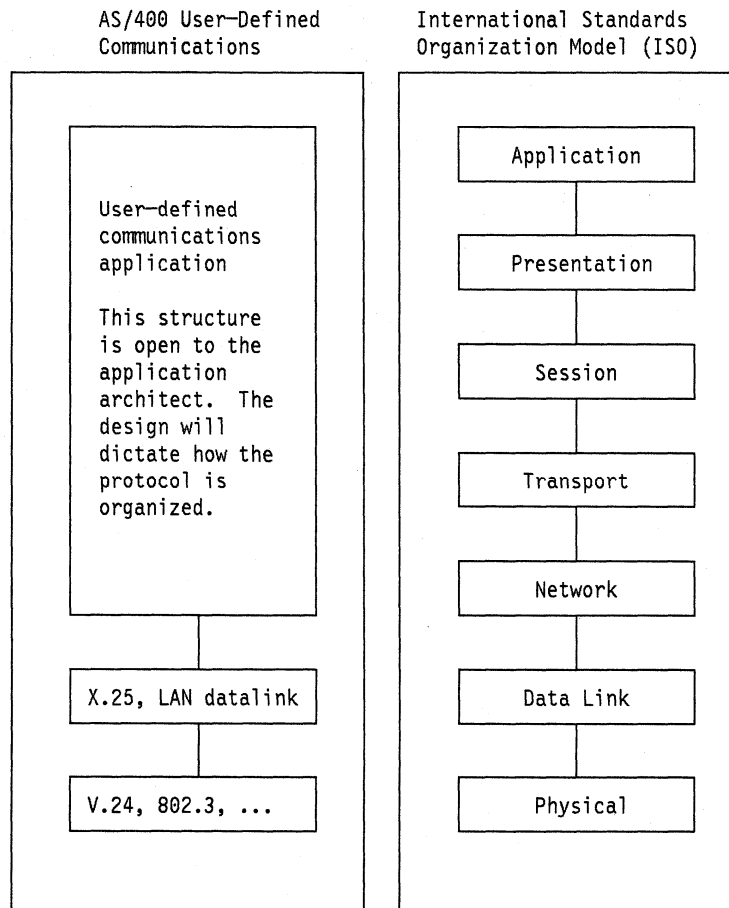 AS/400 User-Defined
Communications
User-defined
communications
application
This structure
is open to the
application
architect.  The
design will
dictate how the
protocol is
organized.
X.25, LAN datalink
V.24, 802.3, ...
International Standards
Organization Model (ISO)
Application
Presentation
Session
Transport
Network
Data Link
Physical